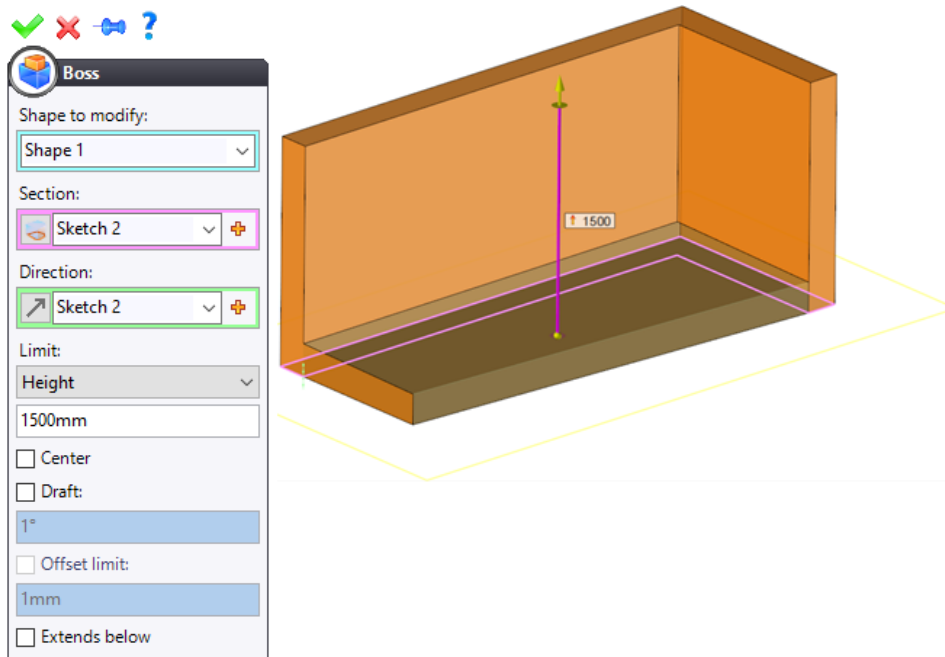 ?
Boss
Shape to modify:
Shape 1
Section:
Sketch 2
Direction:
Sketch 2
Limit:
Height
1500mm
Center
Draft:
1°
Offset limit:
1mm
Extends below
1500